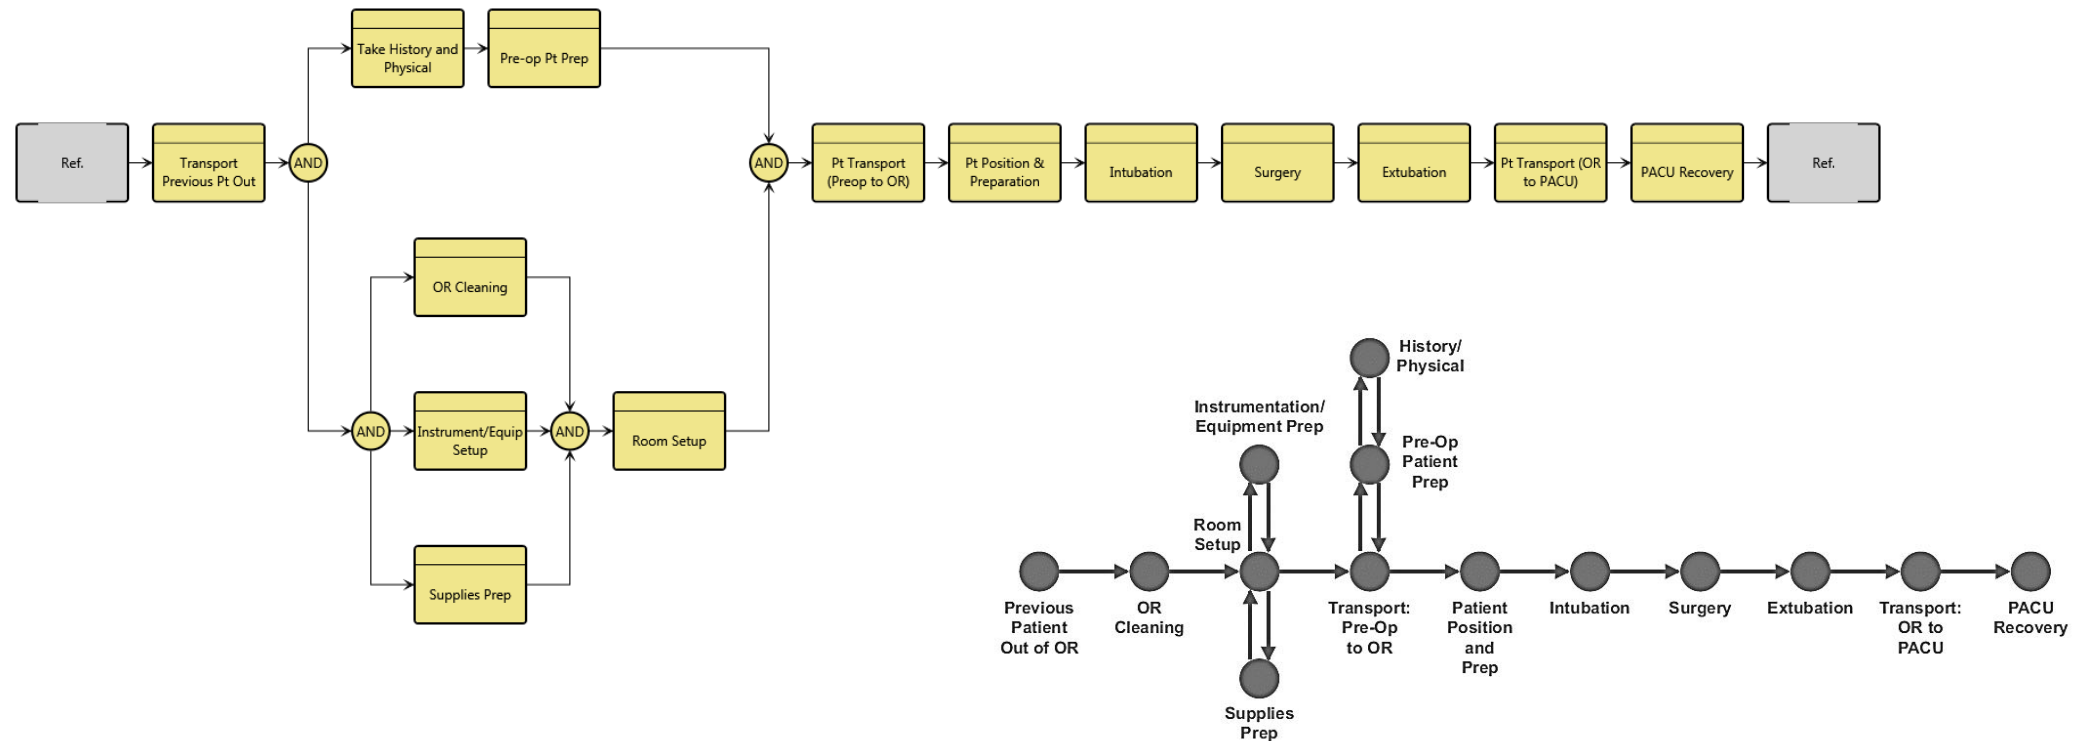 Take History and
Physical
Pre-op Pt Prep
Ref.
Transport
Previous Pt Out
AND
AND
Pt Transport
(Preop to OR)
Pt Position &
Preparation
Intubation
Surgery
Extubation
Pt Transport (OR
to PACU)
PACU Recovery
Ref.
OR Cleaning
AND
Instrument/Equip
Setup
AND
Room Setup
Supplies Prep
History/
Physical
Instrumentation/
Equipment Prep
Pre-Op
Patient
Prep
Room
Setup
Previous
Patient
Out of OR
OR
Cleaning
Transport:
Pre-Op
to OR
Patient
Position
and
Prep
Intubation
Surgery
Extubation
Transport:
OR to
PACU
PACU
Recovery
Supplies
Prep